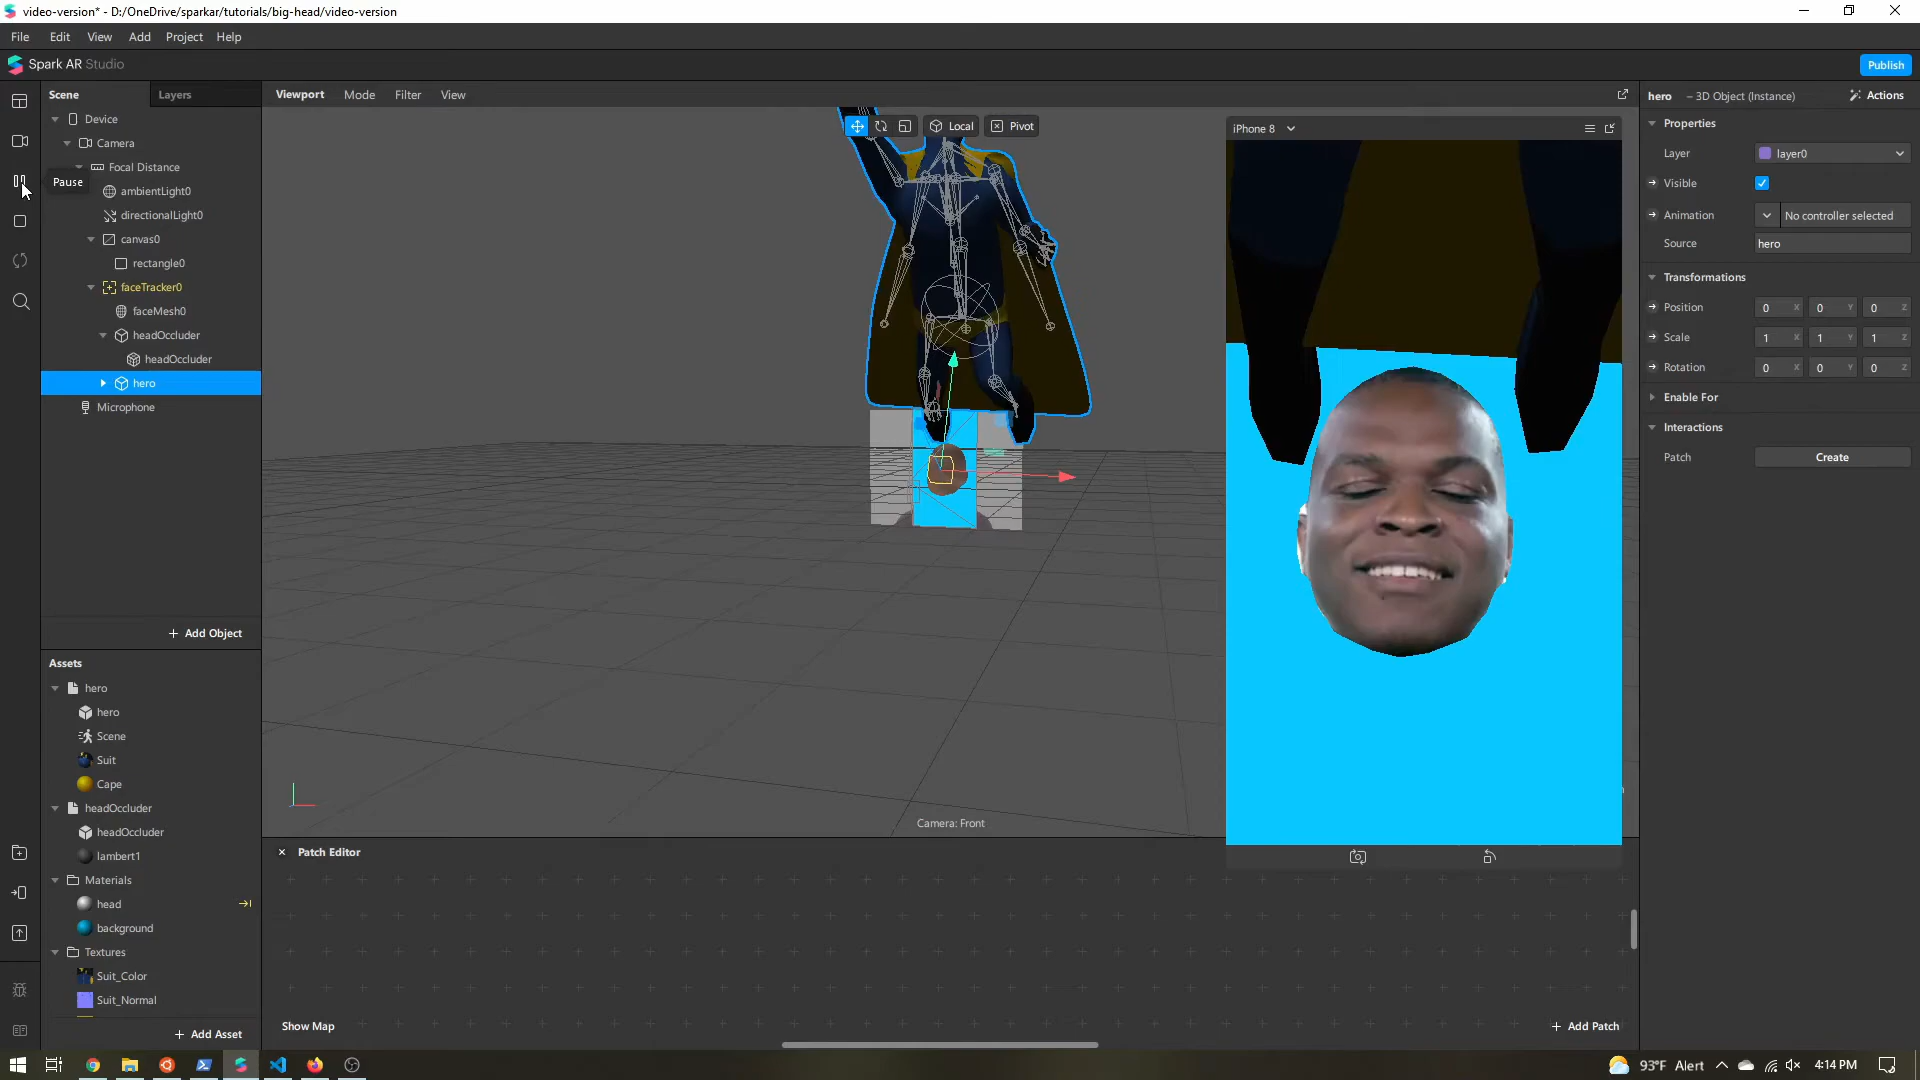 video-version* - D:/OneDrive/sparkar/tutorials/big-head/video-version
File Edit View Add Project Help
Spark AR Studio
Publish
Scene
Layers
Device
Camera
Focal Distance
ambientLight0
directionalLight0
canvas0
rectangle0
faceTracker0
faceMesh0
headOccluder
headOccluder
hero
Microphone
Pause
Add Object
Assets
hero
hero
Scene
Suit
Cape
headOccluder
headOccluder
lambert1
Materials
head
background
Textures
Suit_Color
Suit_Normal
Add Asset
Viewport Mode Filter View
Local
Pivot
Camera: Front
iPhone 8
Patch Editor
Show Map
Add Patch
hero – 3D Object (Instance)
Actions
Properties
Layer layer0
Visible
Animation No controller selected
Source hero
Transformations
Position 0 X 0 Y 0 Z
Scale 1 X 1 Y 1 Z
Rotation 0 X 0 Y 0 Z
Enable For
Interactions
Patch Create
93°F Alert
4:14 PM